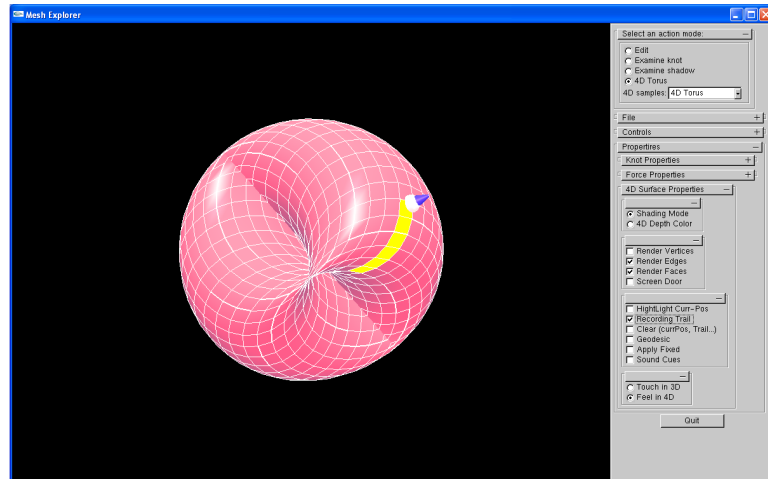 Mesh Explorer
Select an action mode:
Edit
Examine knot
Examine shadow
4D Torus
4D samples: 4D Torus
File
Controls
Propertires
Knot Properties
Force Properties
4D Surface Properties
Shading Mode
4D Depth Color
Render Vertices
Render Edges
Render Faces
Screen Door
HightLight Curr-Pos
Recording Trail
Clear (currPos, Trail...)
Geodesic
Apply Fixed
Sound Cues
Touch in 3D
Feel in 4D
Quit